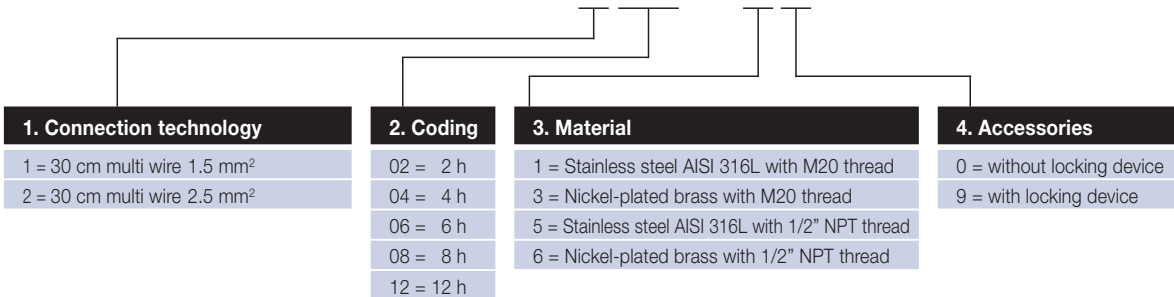 1. Connection technology
1 = 30 cm multi wire 1.5 mm²
2 = 30 cm multi wire 2.5 mm²
2. Coding
02 = 2 h
04 = 4 h
06 = 6 h
08 = 8 h
12 = 12 h
3. Material
1 = Stainless steel AISI 316L with M20 thread
3 = Nickel-plated brass with M20 thread
5 = Stainless steel AISI 316L with 1/2” NPT thread
6 = Nickel-plated brass with 1/2” NPT thread
4. Accessories
0 = without locking device
9 = with locking device